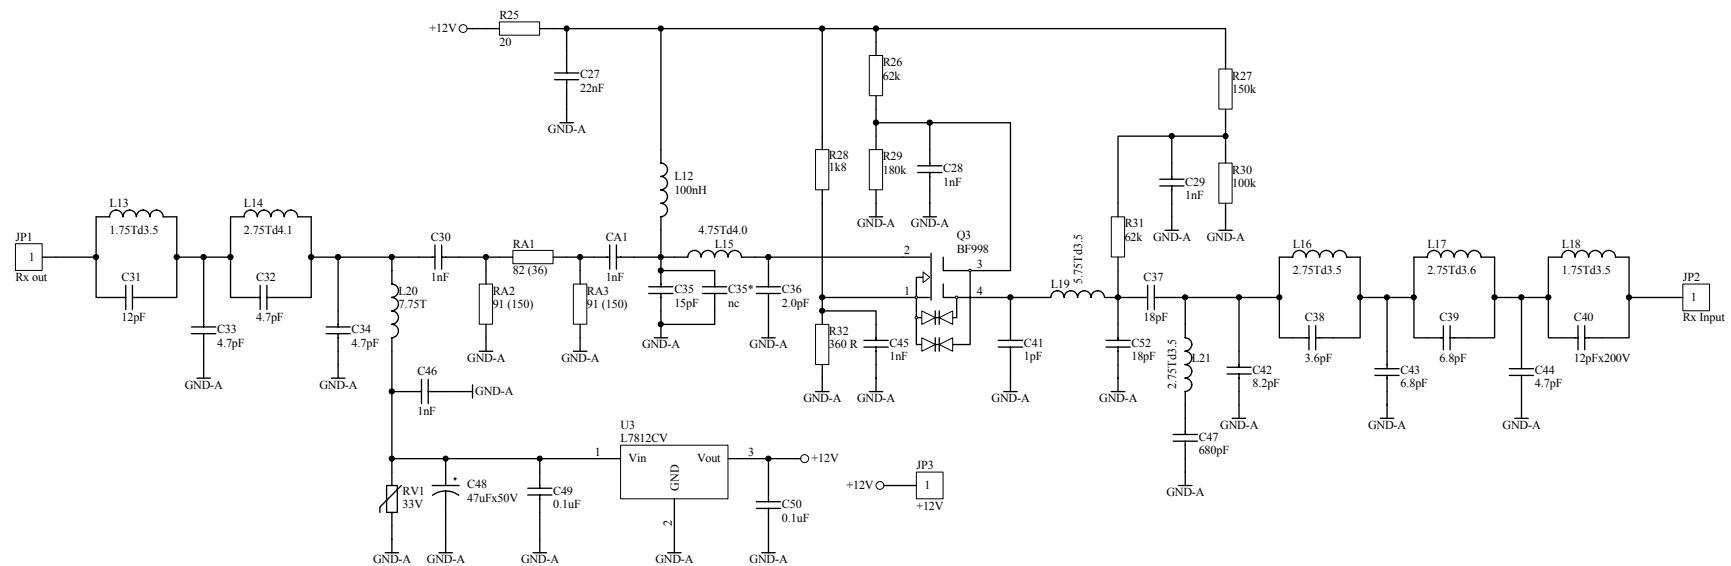 R25
+12V
20
C27
22nF
GND-A
R26
62k
R27
150k
R28
1k8
R29
180k
C28
1nF
GND-A
GND-A
C29
1nF
GND-A
R30
100k
GND-A
L12
100nH
R31
62k
JP1
1
Rx out
L13
1.75Td3.5
C31
12pF
C33
4.7pF
GND-A
L14
2.75Td4.1
C32
4.7pF
C34
4.7pF
GND-A
L20
7.75T
C30
1nF
RA1
82 (36)
RA2
91 (150)
GND-A
CA1
1nF
RA3
91 (150)
GND-A
4.75Td4.0
L15
C35
15pF
GND-A
C35*
nc
C36
2.0pF
GND-A
2
1
Q3
BF998
3
4
R32
360 R
GND-A
C45
1nF
GND-A
C41
1pF
GND-A
L19
5.75Td3.5
C37
18pF
C52
18pF
GND-A
2.75Td3.5
L21
C47
680pF
GND-A
C42
8.2pF
GND-A
L16
2.75Td3.5
C38
3.6pF
C43
6.8pF
GND-A
L17
2.75Td3.6
C39
6.8pF
C44
4.7pF
GND-A
L18
1.75Td3.5
C40
12pFx200V
JP2
1
Rx Input
C46
1nF
GND-A
RV1
33V
GND-A
C48
*
47uFx50V
GND-A
C49
0.1uF
GND-A
U3
L7812CV
1
Vin
Vout
3
GND
2
GND-A
+12V
C50
0.1uF
GND-A
JP3
+12V
1
+12V